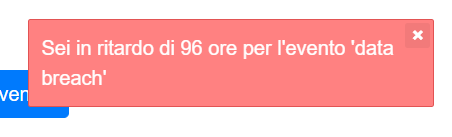 Sei in ritardo di 96 ore per l'evento 'data
breach'